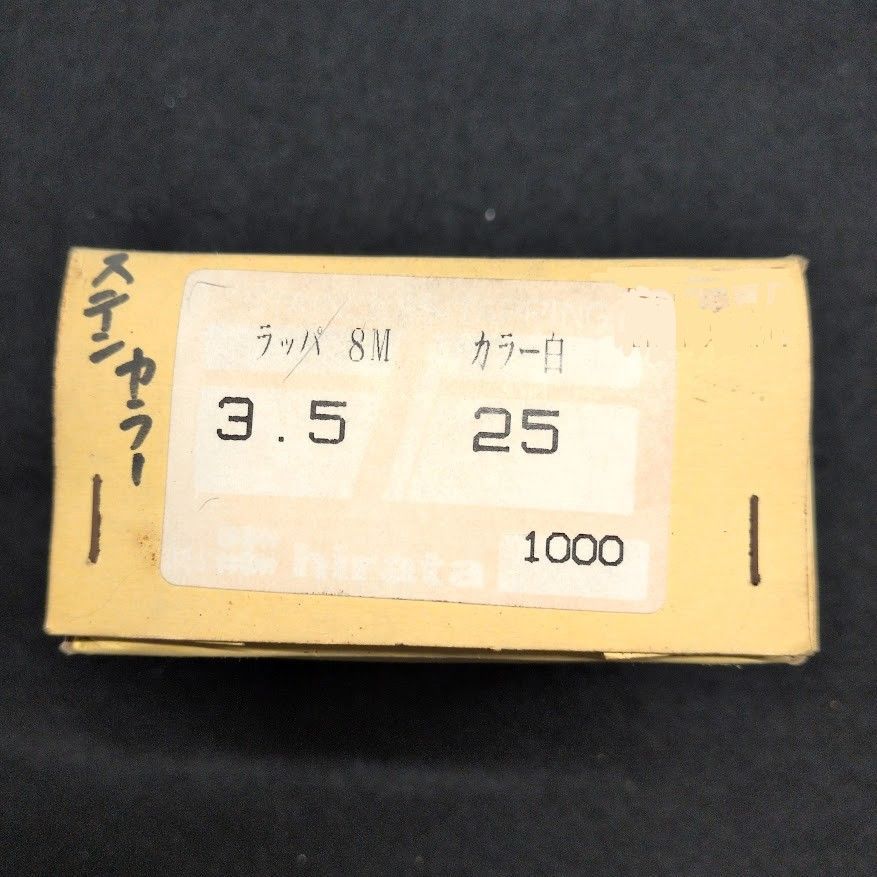 ステン
カラー
ラッパ 8M カラー白
3.5 25
1000
hirata